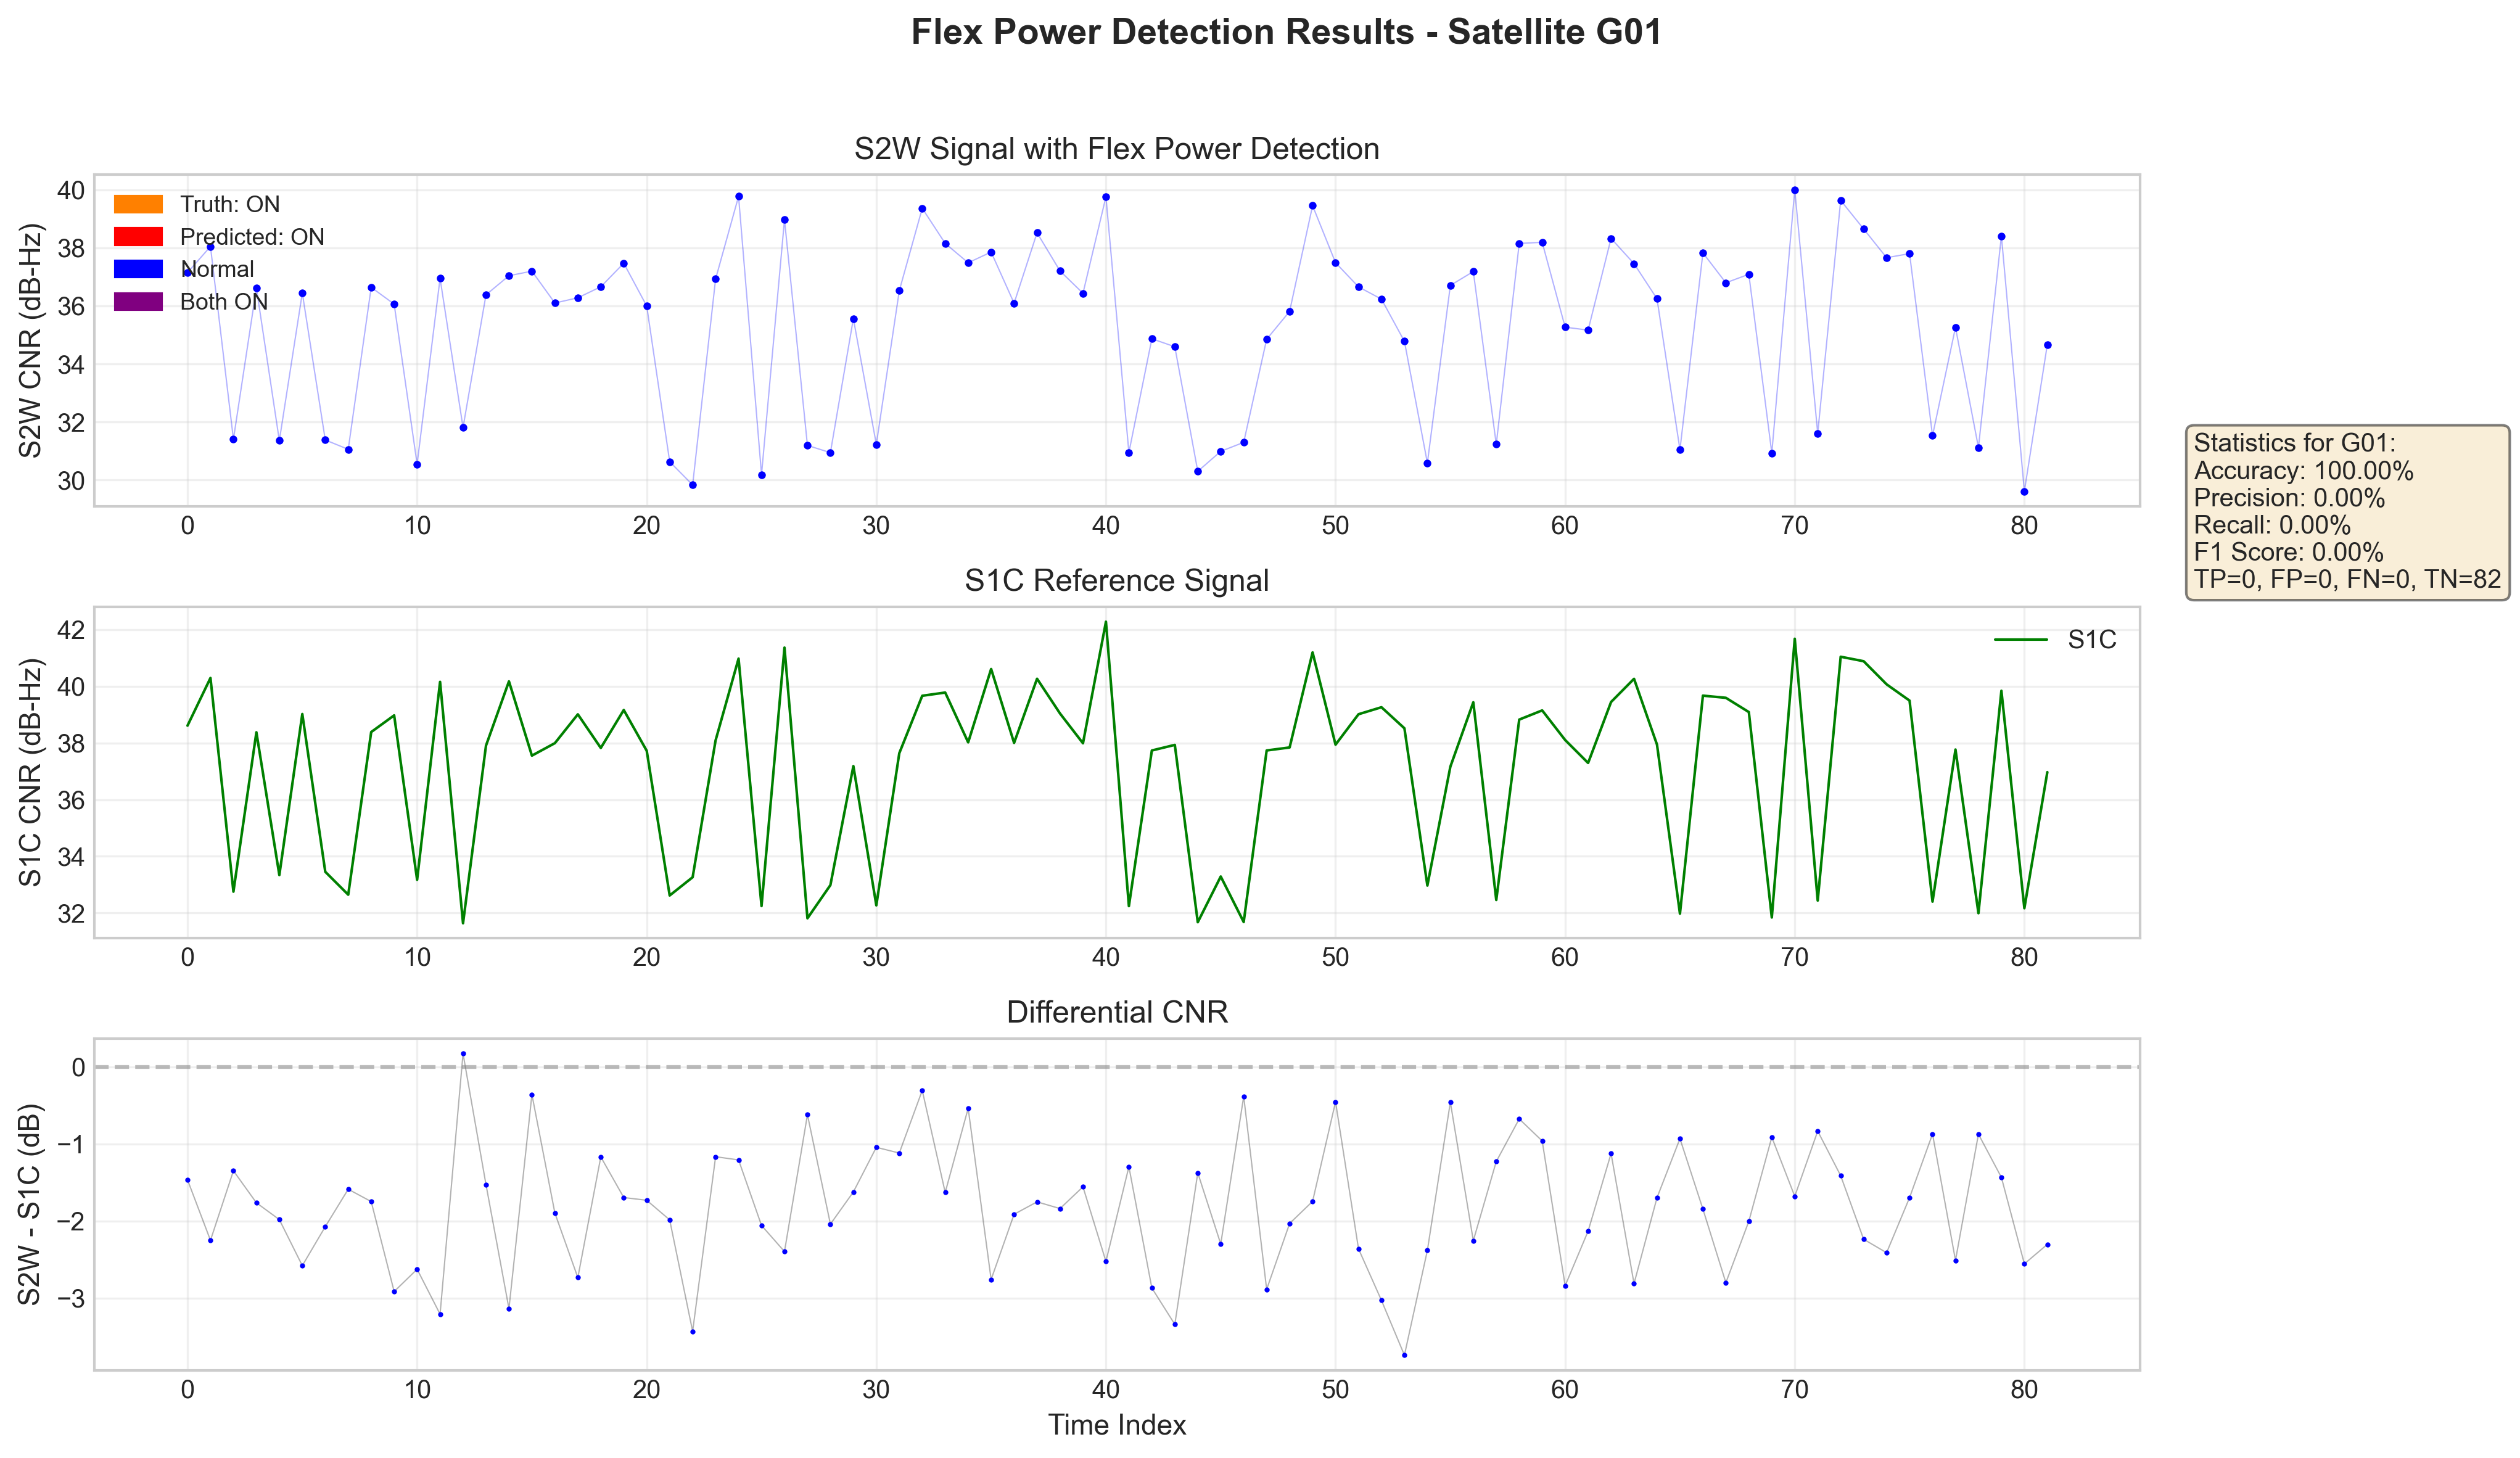 Flex Power Detection Results - Satellite G01
S2W Signal with Flex Power Detection
S2W CNR (dB-Hz)
40
38
36
34
32
30
Truth: ON
Predicted: ON
Normal
Both ON
0 10 20 30 40 50 60 70 80
Statistics for G01:
Accuracy: 100.00%
Precision: 0.00%
Recall: 0.00%
F1 Score: 0.00%
TP=0, FP=0, FN=0, TN=82
S1C Reference Signal
S1C CNR (dB-Hz)
42
40
38
36
34
32
S1C
0 10 20 30 40 50 60 70 80
Differential CNR
S2W - S1C (dB)
0
−1
−2
−3
0 10 20 30 40 50 60 70 80
Time Index